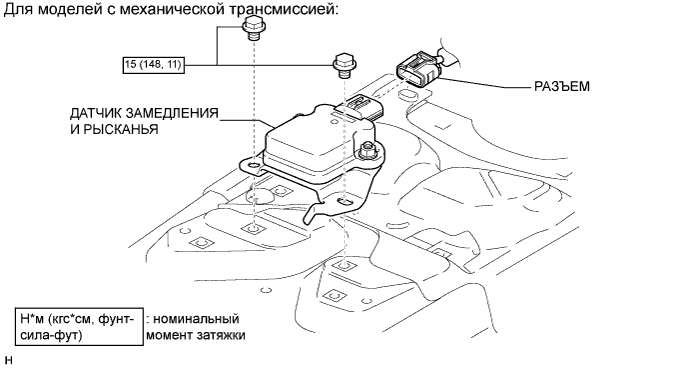 Для моделей с механической трансмиссией:
15 (148, 11)
РАЗЪЕМ
ДАТЧИК ЗАМЕДЛЕНИЯ
И РЫСКАНЬЯ
Н*м (кгс*см, фунт-
сила-фут)
: номинальный
момент затяжки
Н